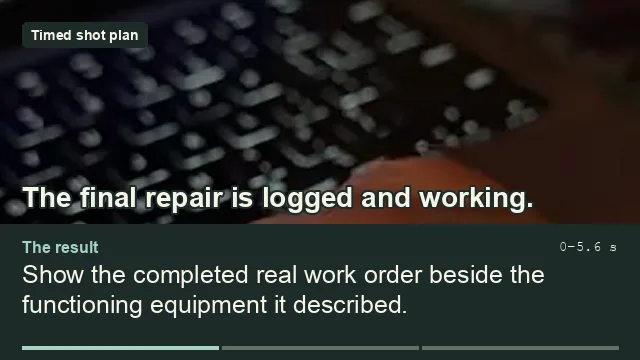 Timed shot plan
The final repair is logged and working.
The result
0–5.6 s
Show the completed real work order beside the
functioning equipment it described.